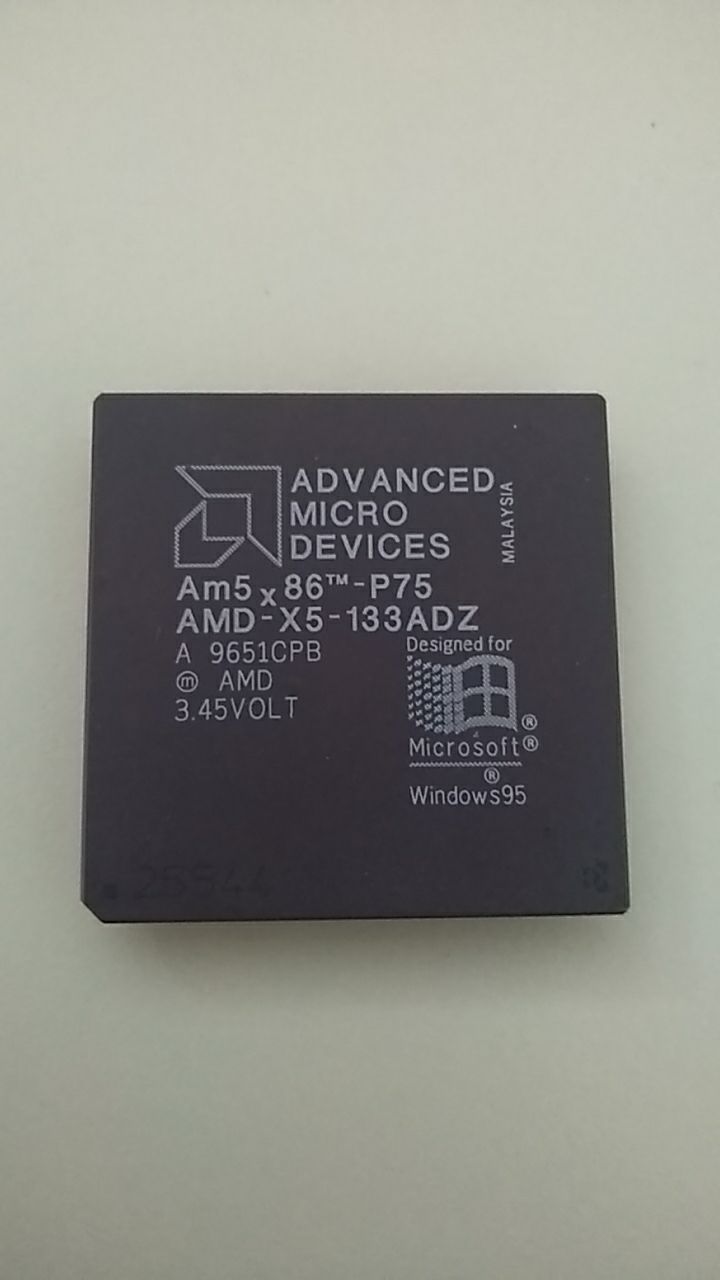 ADVANCED
MICRO
DEVICES
MALAYSIA
Am5x86™-P75
AMD-X5-133ADZ
A 9651CPB
ⓜ AMD
3.45VOLT
Designed for
®
Microsoft®
®
Windows95